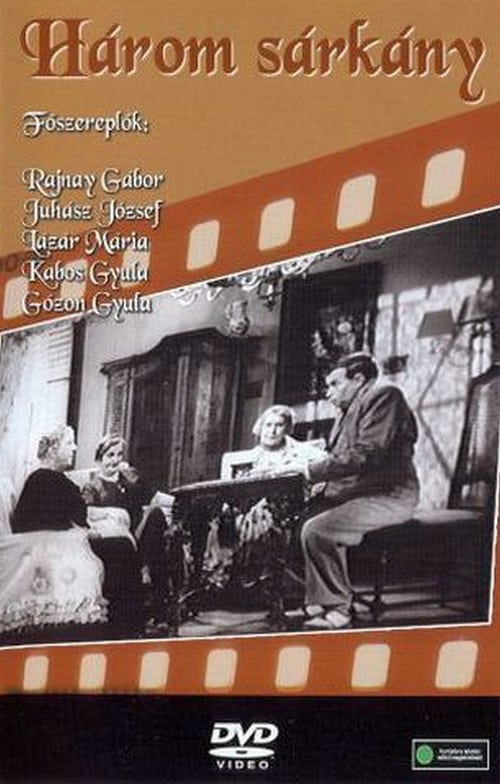 Három sárkány
Főszereplők:
Rajnay Gábor
Juhász József
Lázár Mária
Kabos Gyula
Gózon Gyula
DVD
VIDEO